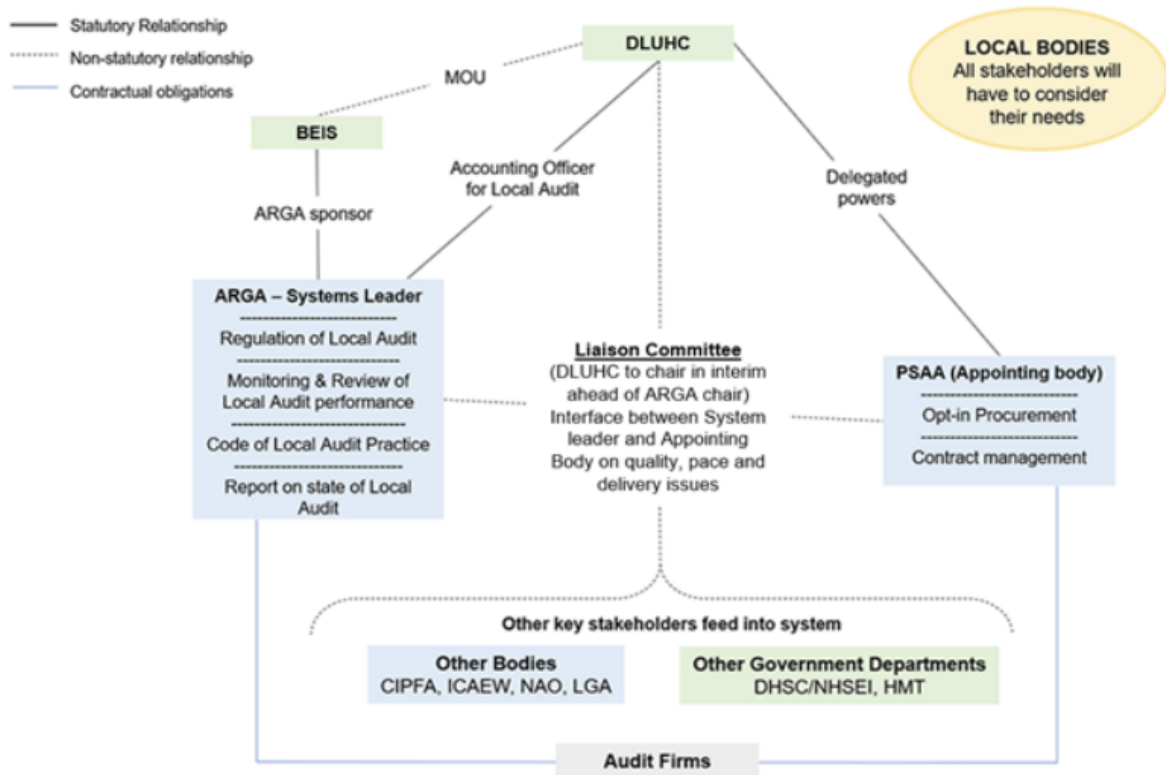 Statutory Relationship
Non-statutory relationship
Contractual obligations
DLUHC
LOCAL BODIES
All stakeholders will
have to consider
their needs
MOU
BEIS
Accounting Officer
for Local Audit
Delegated
powers
ARGA sponsor
ARGA – Systems Leader
Regulation of Local Audit
Monitoring & Review of
Local Audit performance
Code of Local Audit Practice
Report on state of Local
Audit
Liaison Committee
(DLUHC to chair in interim
ahead of ARGA chair)
Interface between System
leader and Appointing
Body on quality, pace and
delivery issues
PSAA (Appointing body)
Opt-in Procurement
Contract management
Other key stakeholders feed into system
Other Bodies
CIPFA, ICAEW, NAO, LGA
Other Government Departments
DHSC/NHSEI, HMT
Audit Firms